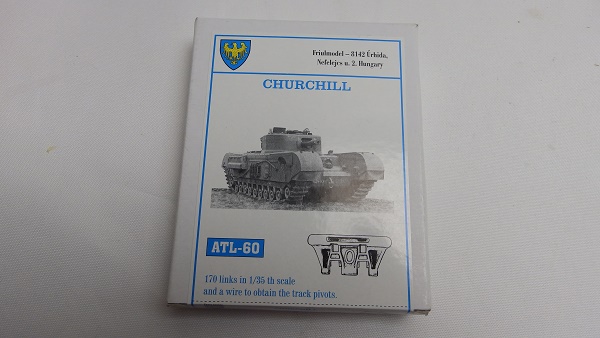 Friulmodel - 8142 Úrhida,
Nefelejcs u. 2. Hungary
CHURCHILL
ATL-60
170 links in 1/35 th scale
and a wire to obtain the track pivots.